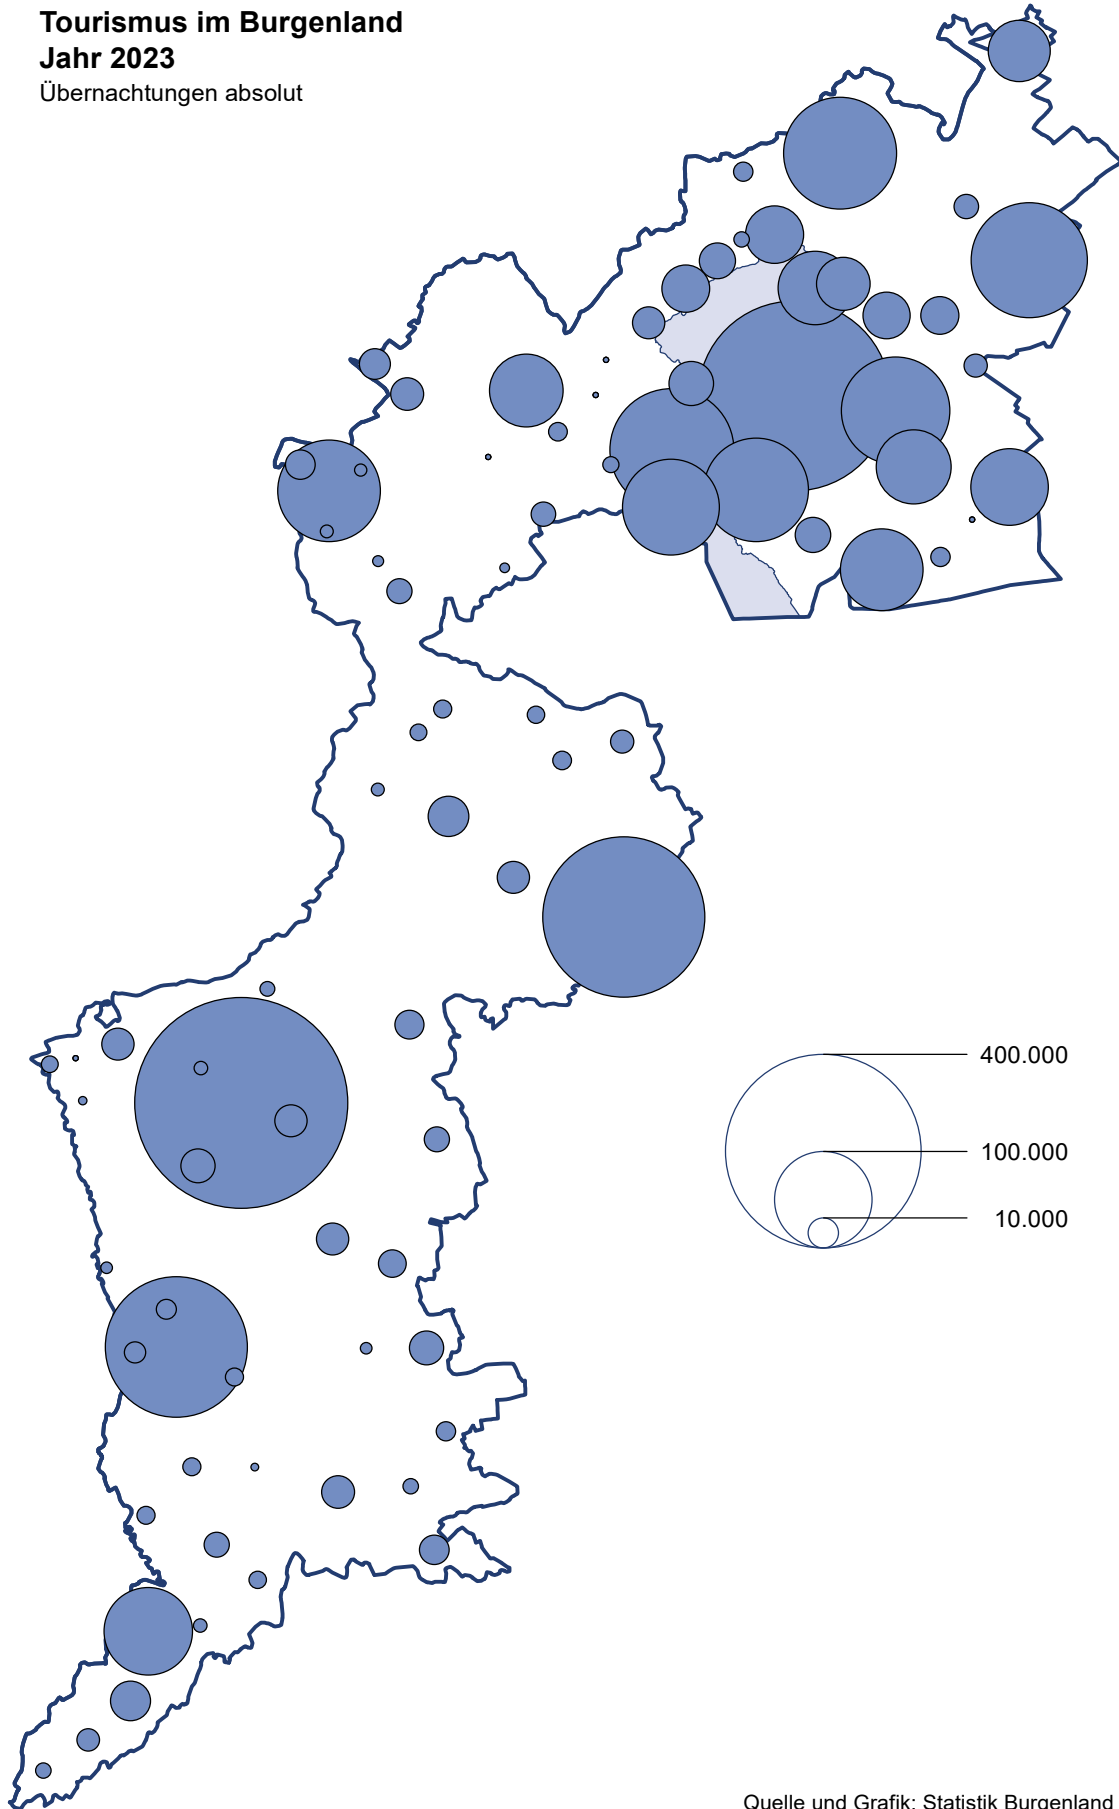 Tourismus im Burgenland
Jahr 2023
Übernachtungen absolut
400.000
100.000
10.000
Quelle und Grafik: Statistik Burgenland